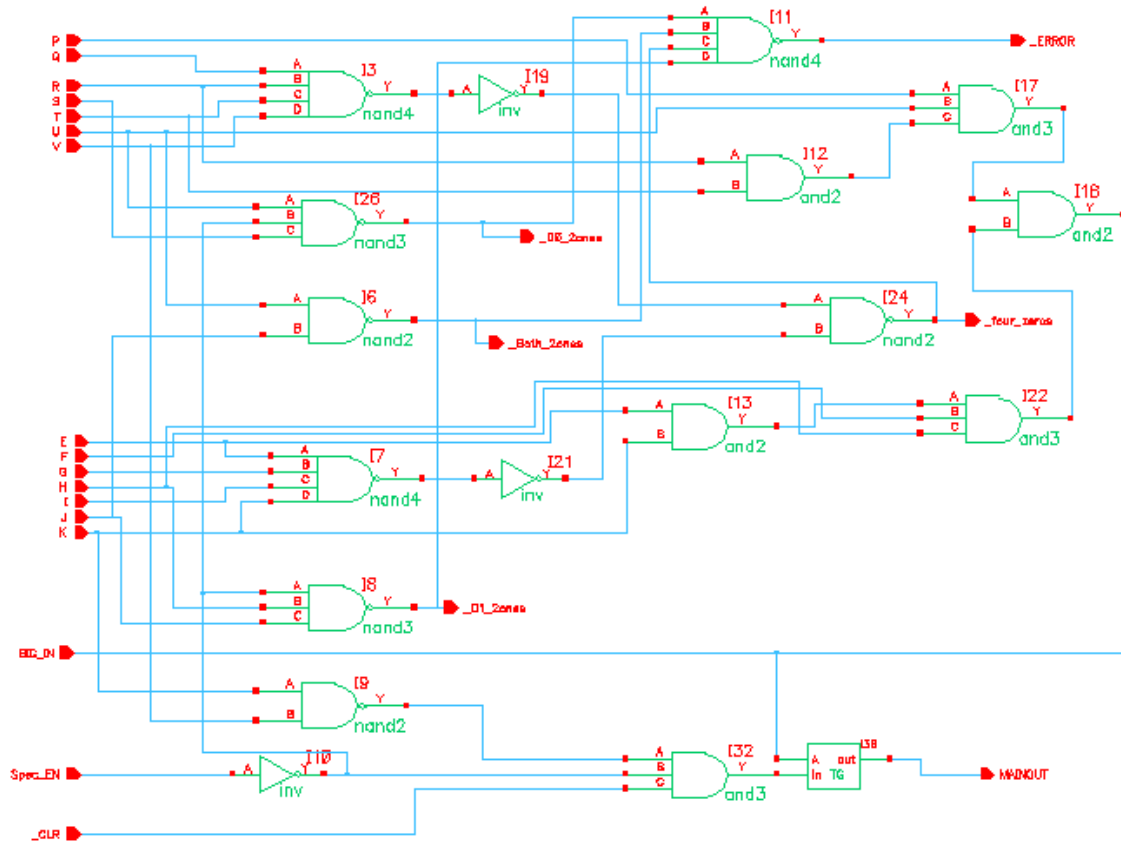 P
Q
R
S
T
U
V
A
B
C
D
I3
Y
nand4
A
I19
Y
inv
A
B
C
D
I11
Y
nand4
_ERROR
A
B
C
I17
Y
and3
A
B
I12
Y
and2
A
B
I16
Y
and2
A
B
C
I26
Y
nand3
A
B
I6
Y
nand2
_Both_2ones
A
B
I24
Y
nand2
_four_zeros
E
F
G
H
I
J
K
A
B
C
D
I7
Y
nand4
A
I21
Y
inv
A
B
I13
Y
and2
A
B
C
I22
Y
and3
A
B
C
I8
Y
nand3
_01_2ones
A
B
I9
Y
nand2
Spec_EN
A
I10
Y
inv
_CLR
A
B
C
I32
Y
and3
A
out
In
TG
I38
MAINOUT